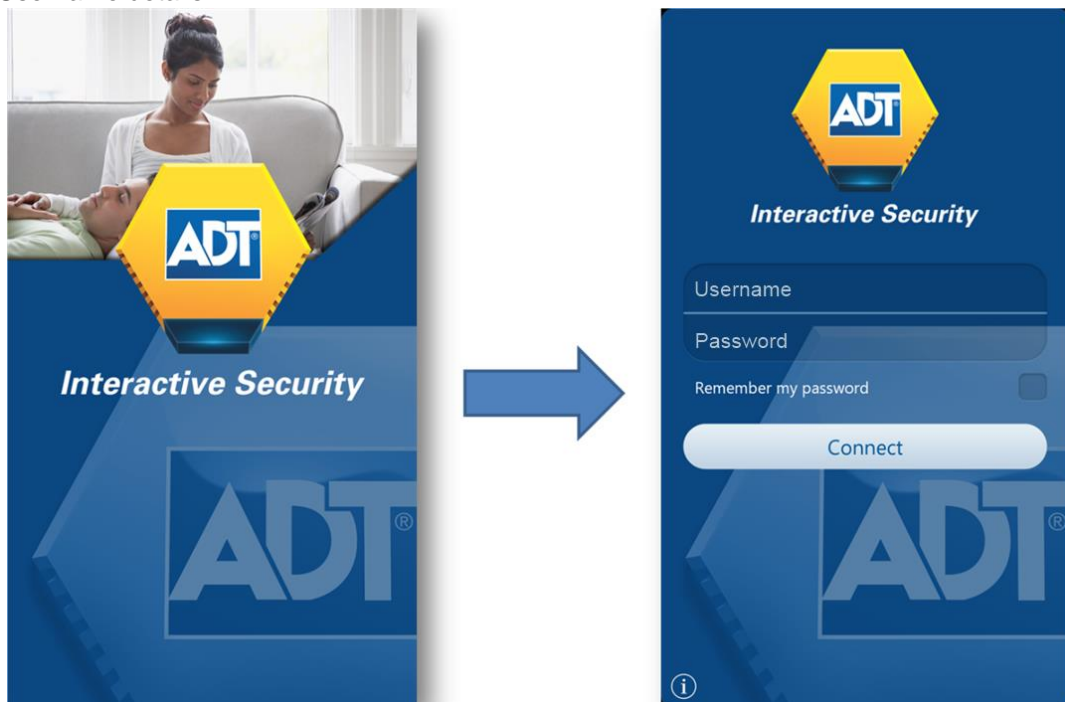 ADT®
Interactive Security
ADT®
ADT
Interactive Security
Username
Password
Remember my password
Connect
ADT®
i